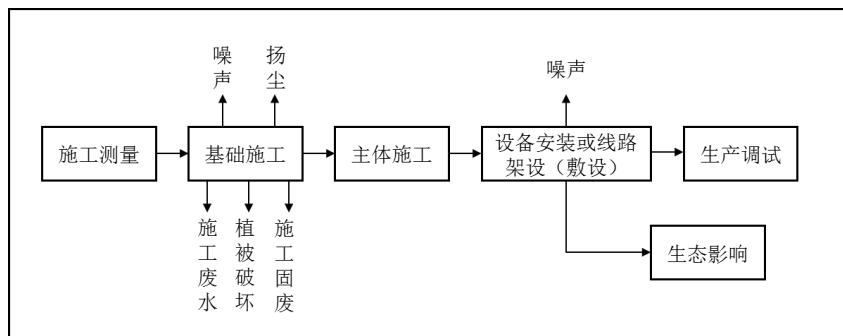 噪声
扬尘
噪声
施工测量
基础施工
主体施工
设备安装或线路
架设（敷设）
生产调试
施工废水
植被破坏
施工固废
生态影响